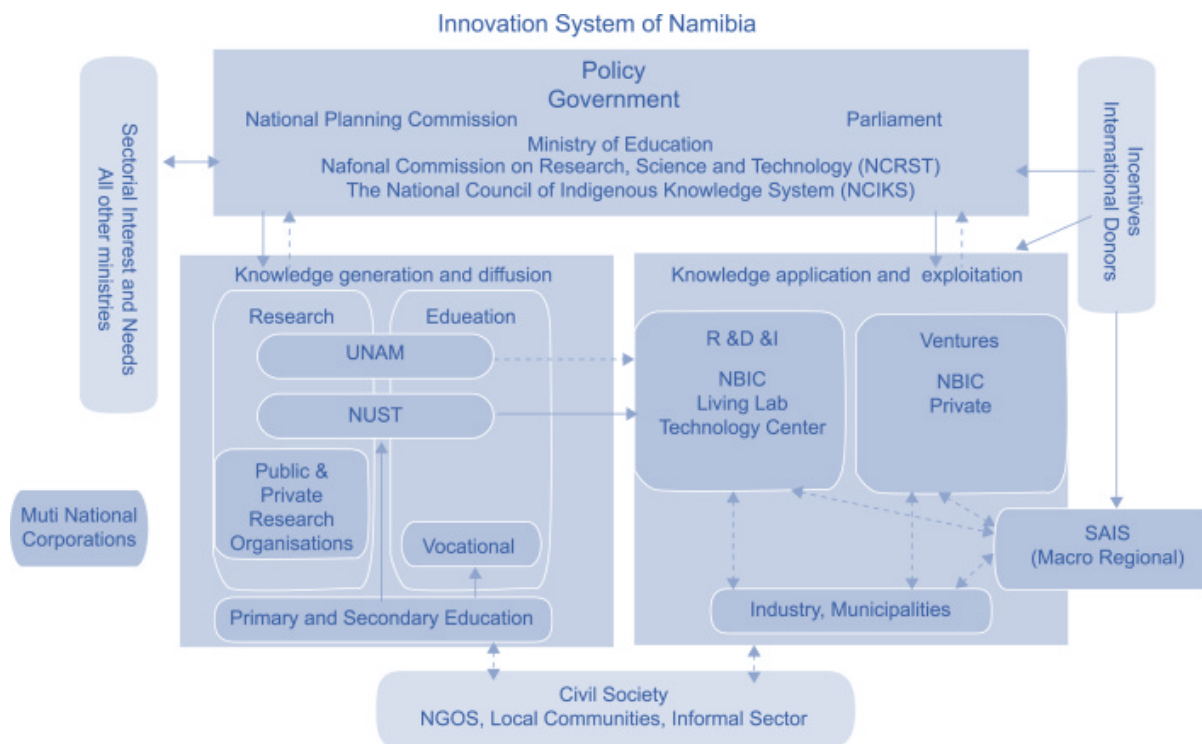 Innovation System of Namibia
Policy
Government
National Planning Commission
Parliament
Ministry of Education
Nafonal Commission on Research, Science and Technology (NCRST)
The National Council of Indigenous Knowledge System (NCIKS)
Sectorial Interest and Needs
All other ministries
Incentives
International Donors
Knowledge generation and diffusion
Research
Edueation
UNAM
NUST
Public &
Private
Research
Organisations
Vocational
Primary and Secondary Education
Knowledge application and exploitation
R &D &I
NBIC
Living Lab
Technology Center
Ventures
NBIC
Private
Industry, Municipalities
Muti National
Corporations
SAIS
(Macro Regional)
Civil Society
NGOS, Local Communities, Informal Sector